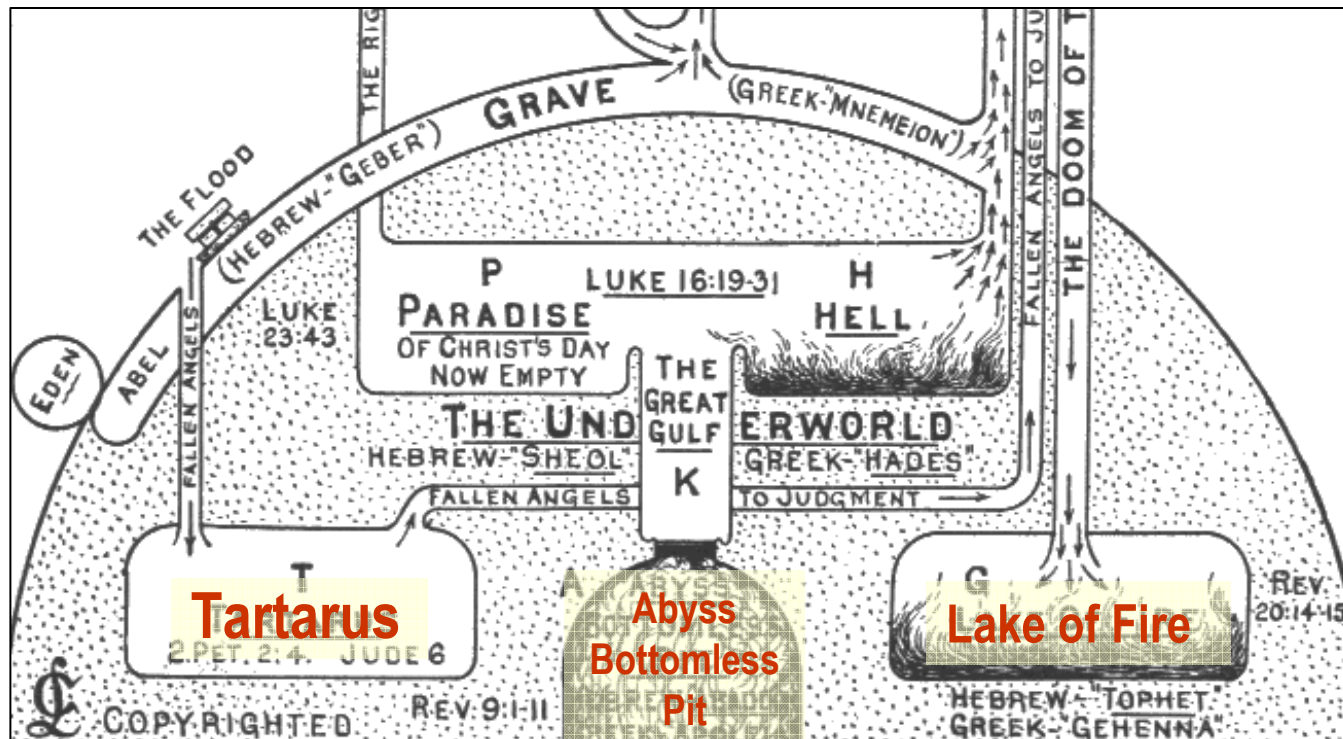 THE RIG
GRAVE
(GREEK-"MNEMEION")
(HEBREW-"GEBER")
THE FLOOD
FALLEN ANGELS TO JU
THE DOOM OF T
EDEN
ABEL
FALLEN ANGELS
LUKE
23:43
P
LUKE 16:19-31
H
PARADISE
OF CHRIST'S DAY
NOW EMPTY
HELL
THE
GREAT
GULF
K
THE UNDERWORLD
HEBREW-"SHEOL"
GREEK-"HADES"
FALLEN ANGELS
TO JUDGMENT
T
Tartarus
2.PET. 2:4. JUDE 6
A ABYSS
Abyss
Bottomless
Pit
G
Lake of Fire
REV
20:14-15
HEBREW-"TOPHET"
GREEK-"GEHENNA"
REV 9:1-11
COPYRIGHTED